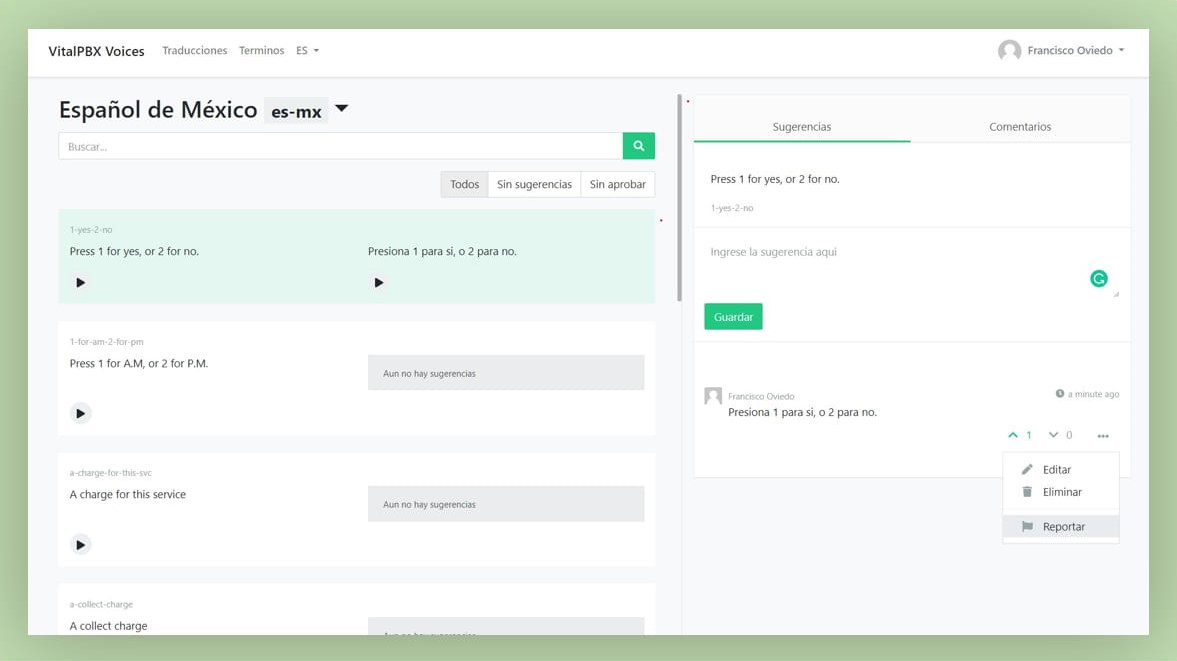 VitalPBX Voices Traducciones Terminos ES Francisco Oviedo
Español de México es-mx
Buscar...
Todos Sin sugerencias Sin aprobar
1-yes-2-no
Press 1 for yes, or 2 for no. Presiona 1 para si, o 2 para no.
1-for-am-2-for-pm
Press 1 for A.M, or 2 for P.M.
Aun no hay sugerencias
a-charge-for-this-svc
A charge for this service
Aun no hay sugerencias
a-collect-charge
A collect charge
Aun no hay sugerencias
Sugerencias Comentarios
Press 1 for yes, or 2 for no.
1-yes-2-no
Ingrese la sugerencia aqui
Guardar
Francisco Oviedo a minute ago
Presiona 1 para si, o 2 para no.
1 0
Editar
Eliminar
Reportar